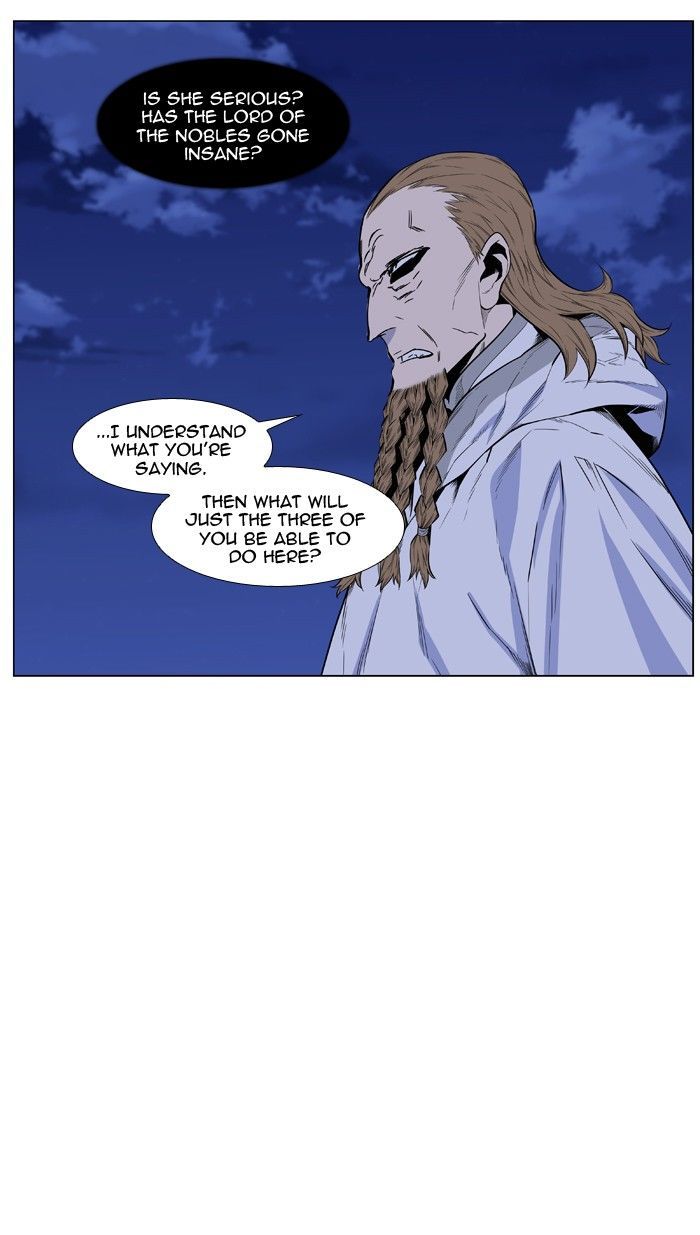 IS SHE SERIOUS?
HAS THE LORD OF
THE NOBLES GONE
INSANE?
...I UNDERSTAND
WHAT YOU'RE
SAYING.
THEN WHAT WILL
JUST THE THREE OF
YOU BE ABLE TO
DO HERE?